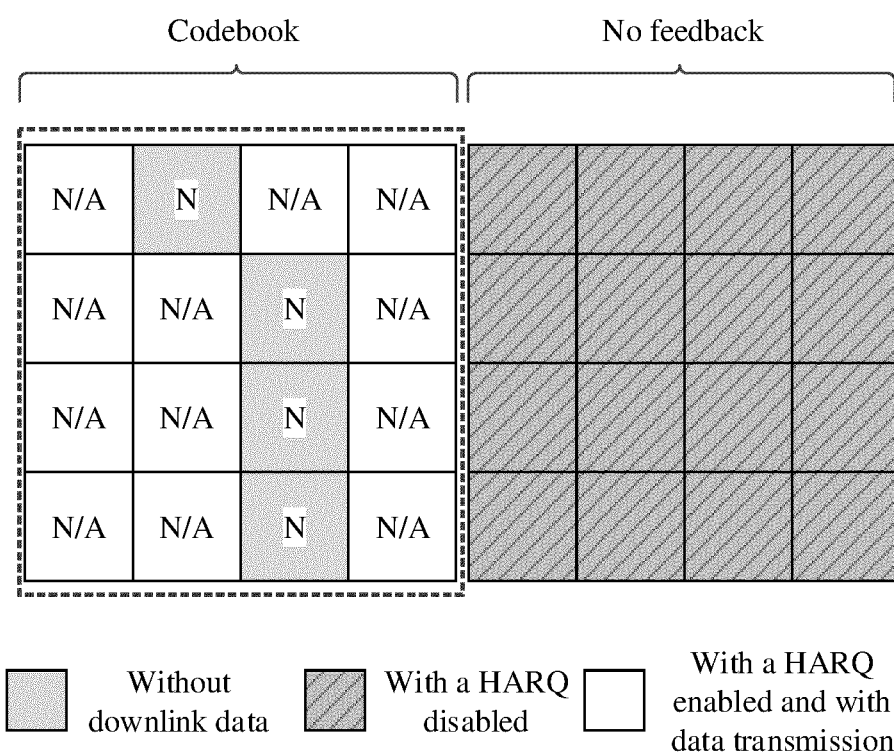 Codebook No feedback
N/A N N/A N/A
N/A N/A N N/A
N/A N/A N N/A
N/A N/A N N/A
Without
downlink data
With a HARQ
disabled
With a HARQ
enabled and with
data transmission